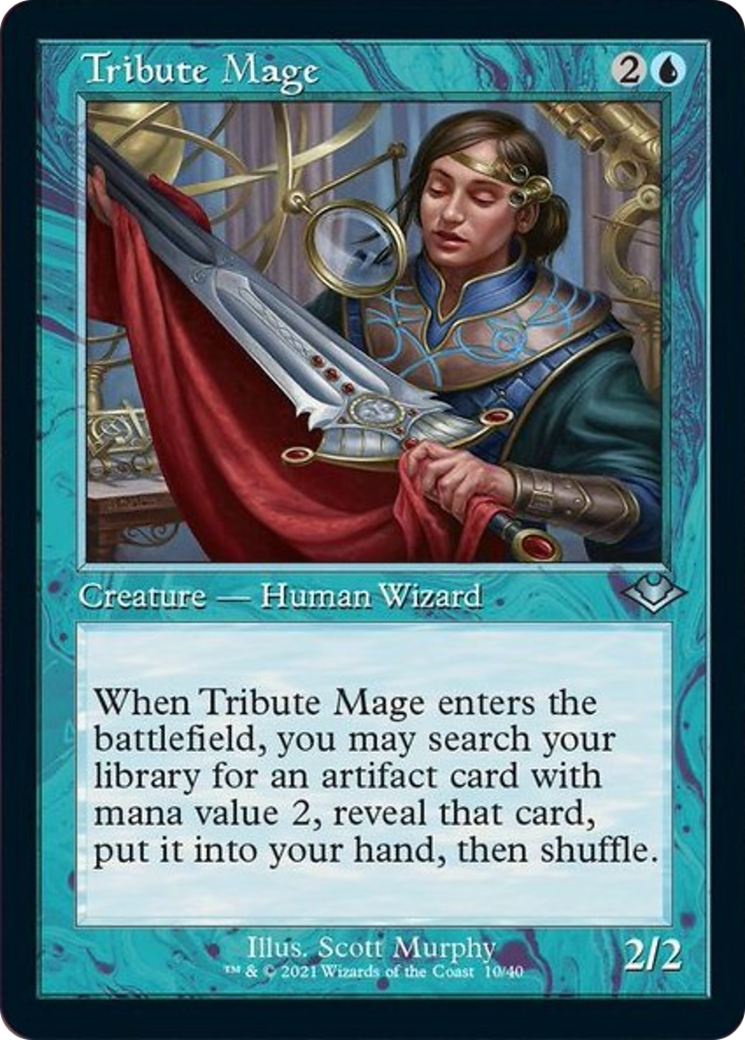 Tribute Mage 2
Creature — Human Wizard
When Tribute Mage enters the
battlefield, you may search your
library for an artifact card with
mana value 2, reveal that card,
put it into your hand, then shuffle.
Illus. Scott Murphy
™ & © 2021 Wizards of the Coast 10/40
2/2